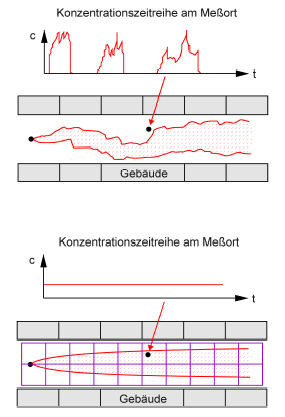 Konzentrationszeitreihe am Meßort
c
t
Gebäude
Konzentrationszeitreihe am Meßort
c
t
Gebäude